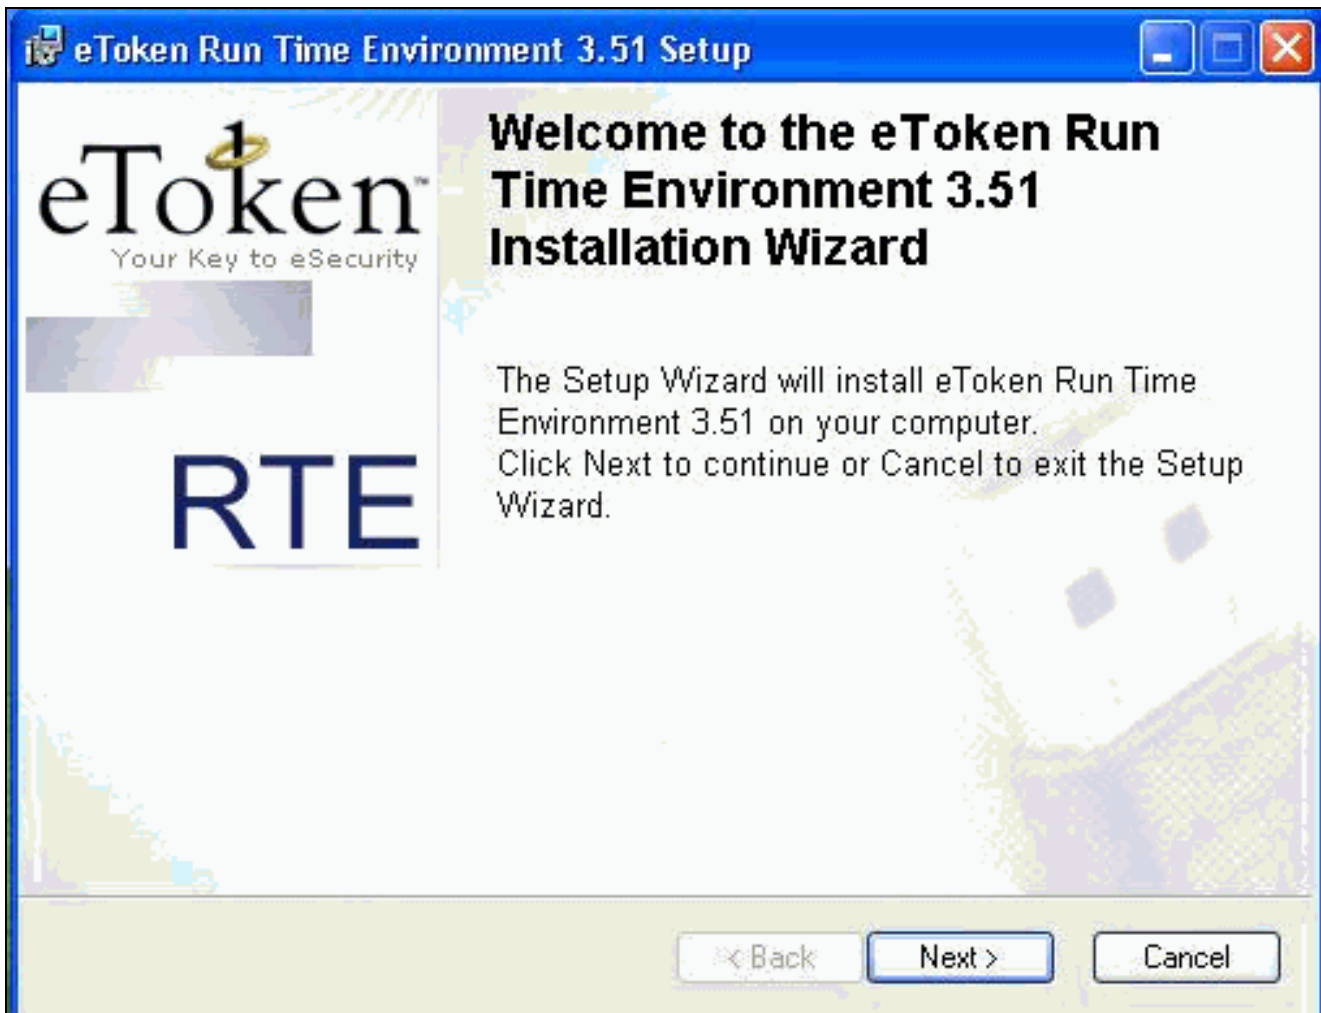 eToken Run Time Environment 3.51 Setup
eToken™
Your Key to eSecurity
RTE
Welcome to the eToken Run
Time Environment 3.51
Installation Wizard
The Setup Wizard will install eToken Run Time
Environment 3.51 on your computer.
Click Next to continue or Cancel to exit the Setup
Wizard.
< Back
Next >
Cancel